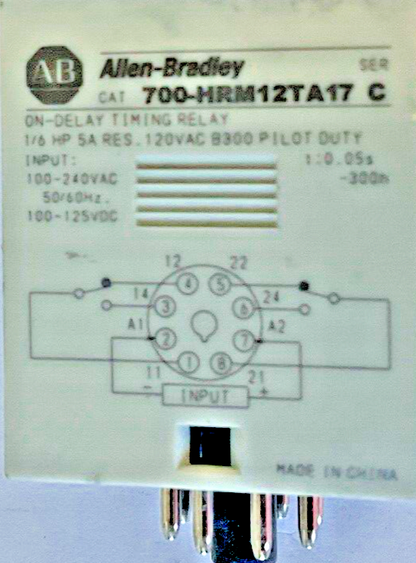 AB Allen-Bradley SER
CAT 700-HRM12TA17 C
ON-DELAY TIMING RELAY
1/6 HP 5A RES. 120VAC B300 PILOT DUTY
INPUT: t:0.05s
100-240VAC -300h
50/60Hz.
100-125VDC
12 22
4 5
14 3 6 24
A1 2 7 A2
1 8
11 21
- INPUT +
MADE IN CHINA